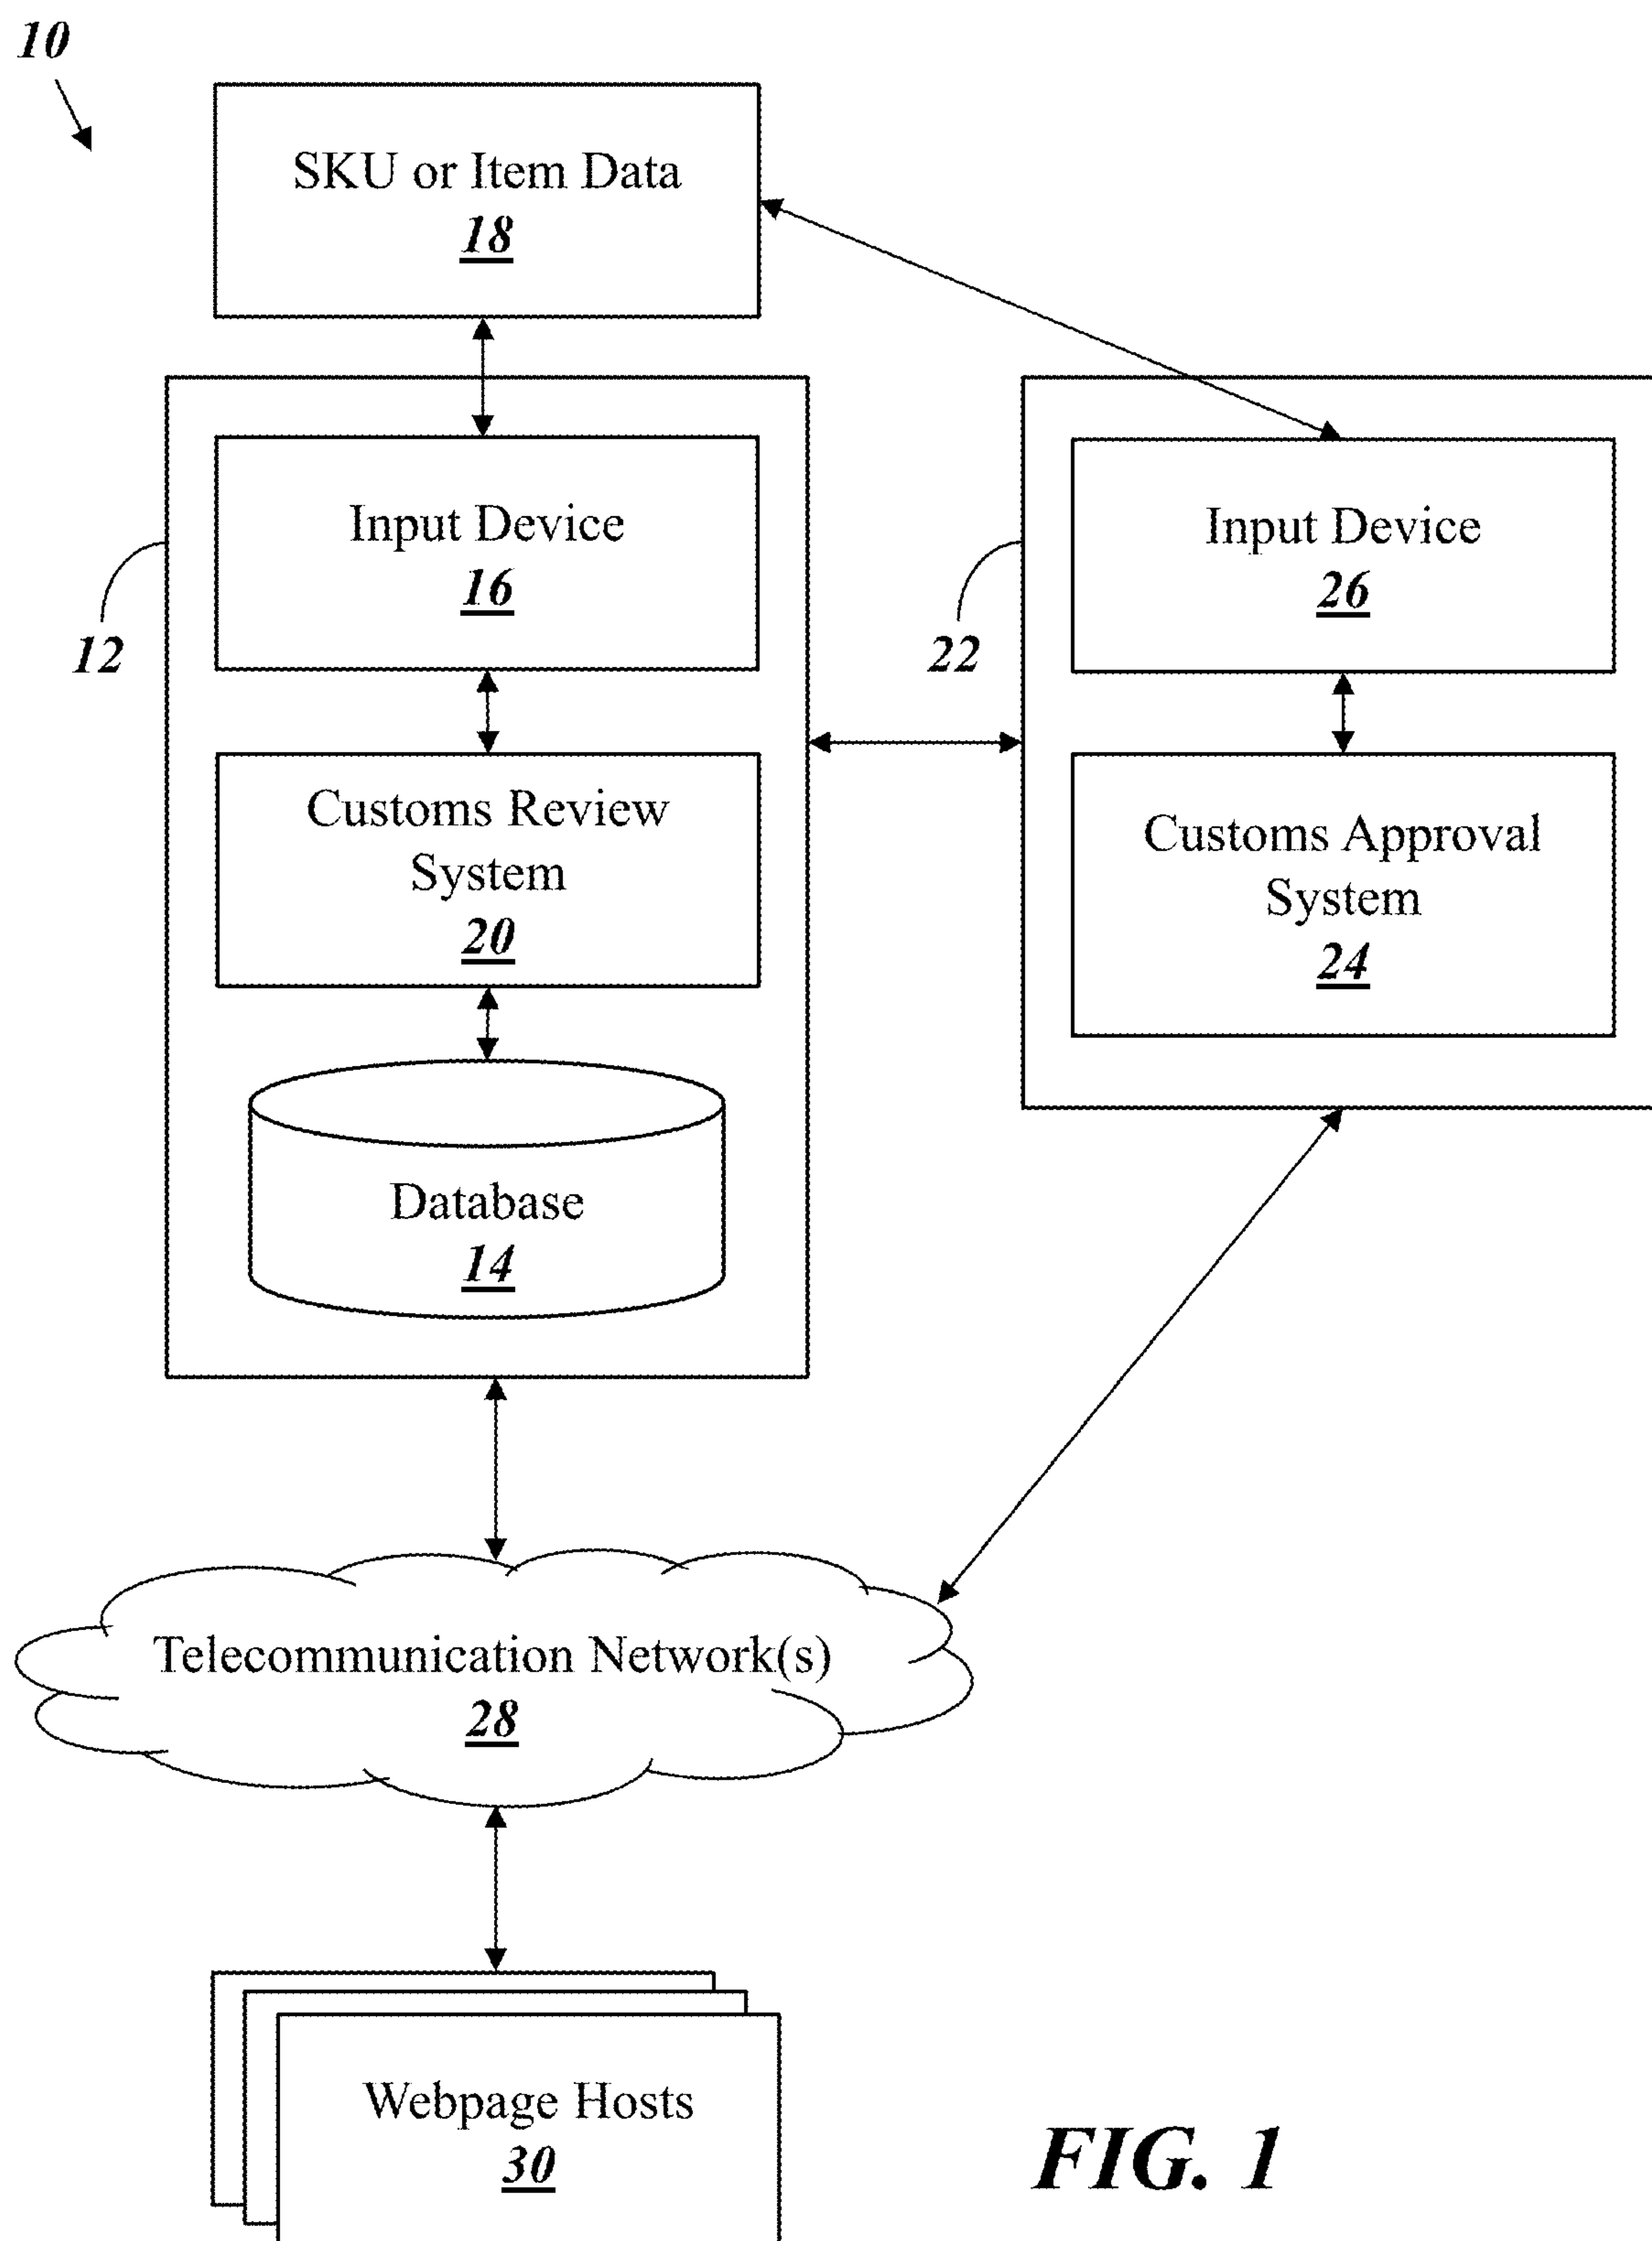 10
SKU or Item Data
18
Input Device
16
12
Customs Review
System
20
Database
14
Input Device
26
22
Customs Approval
System
24
Telecommunication Network(s)
28
Webpage Hosts
30
FIG. 1